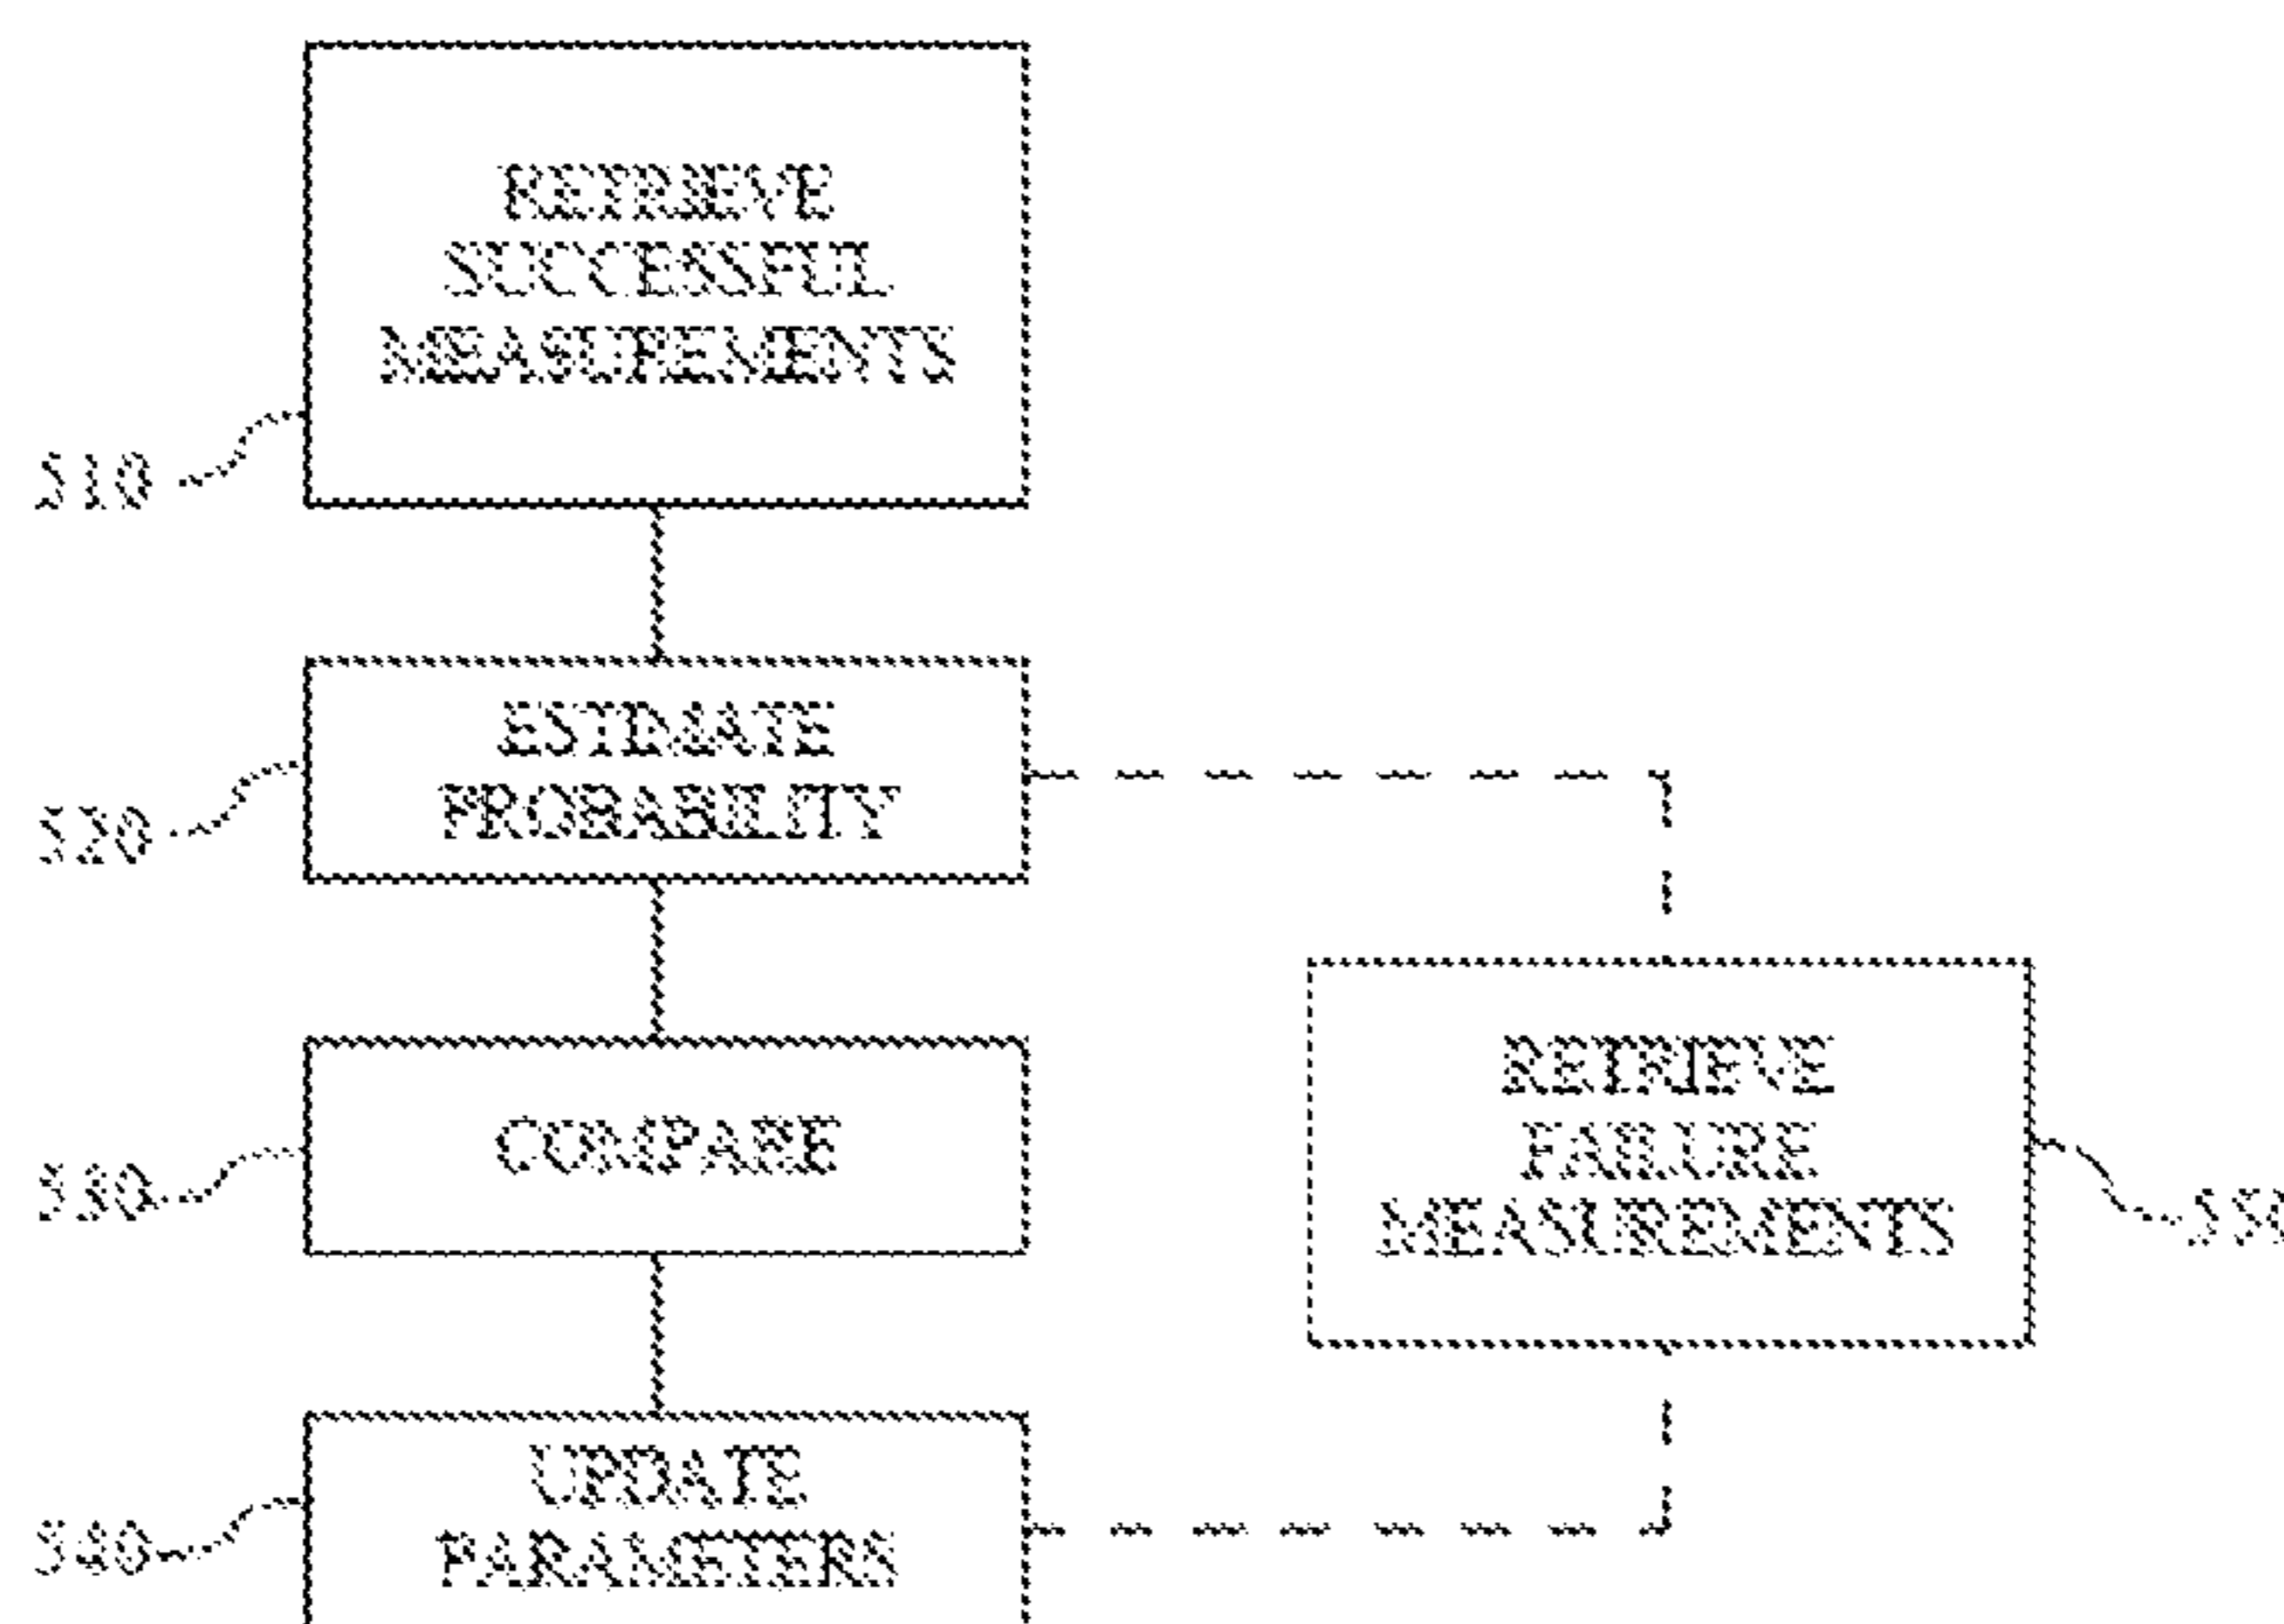 RETRIEVE
SUCCESSFUL
MEASUREMENTS
510
ESTIMATE
PROBABILITY
520
COMPARE
530
RETRIEVE
FAILURE
MEASUREMENTS
UPDATE
PARAMETERS
540